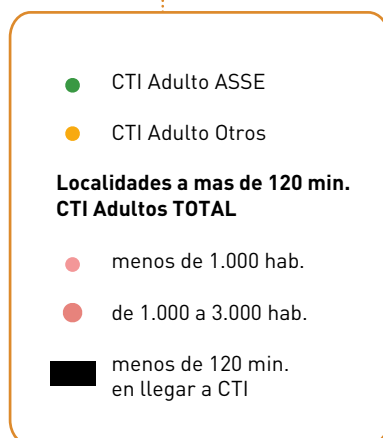 CTI Adulto ASSE
CTI Adulto Otros
Localidades a mas de 120 min.
CTI Adultos TOTAL
menos de 1.000 hab.
de 1.000 a 3.000 hab.
menos de 120 min.
en llegar a CTI